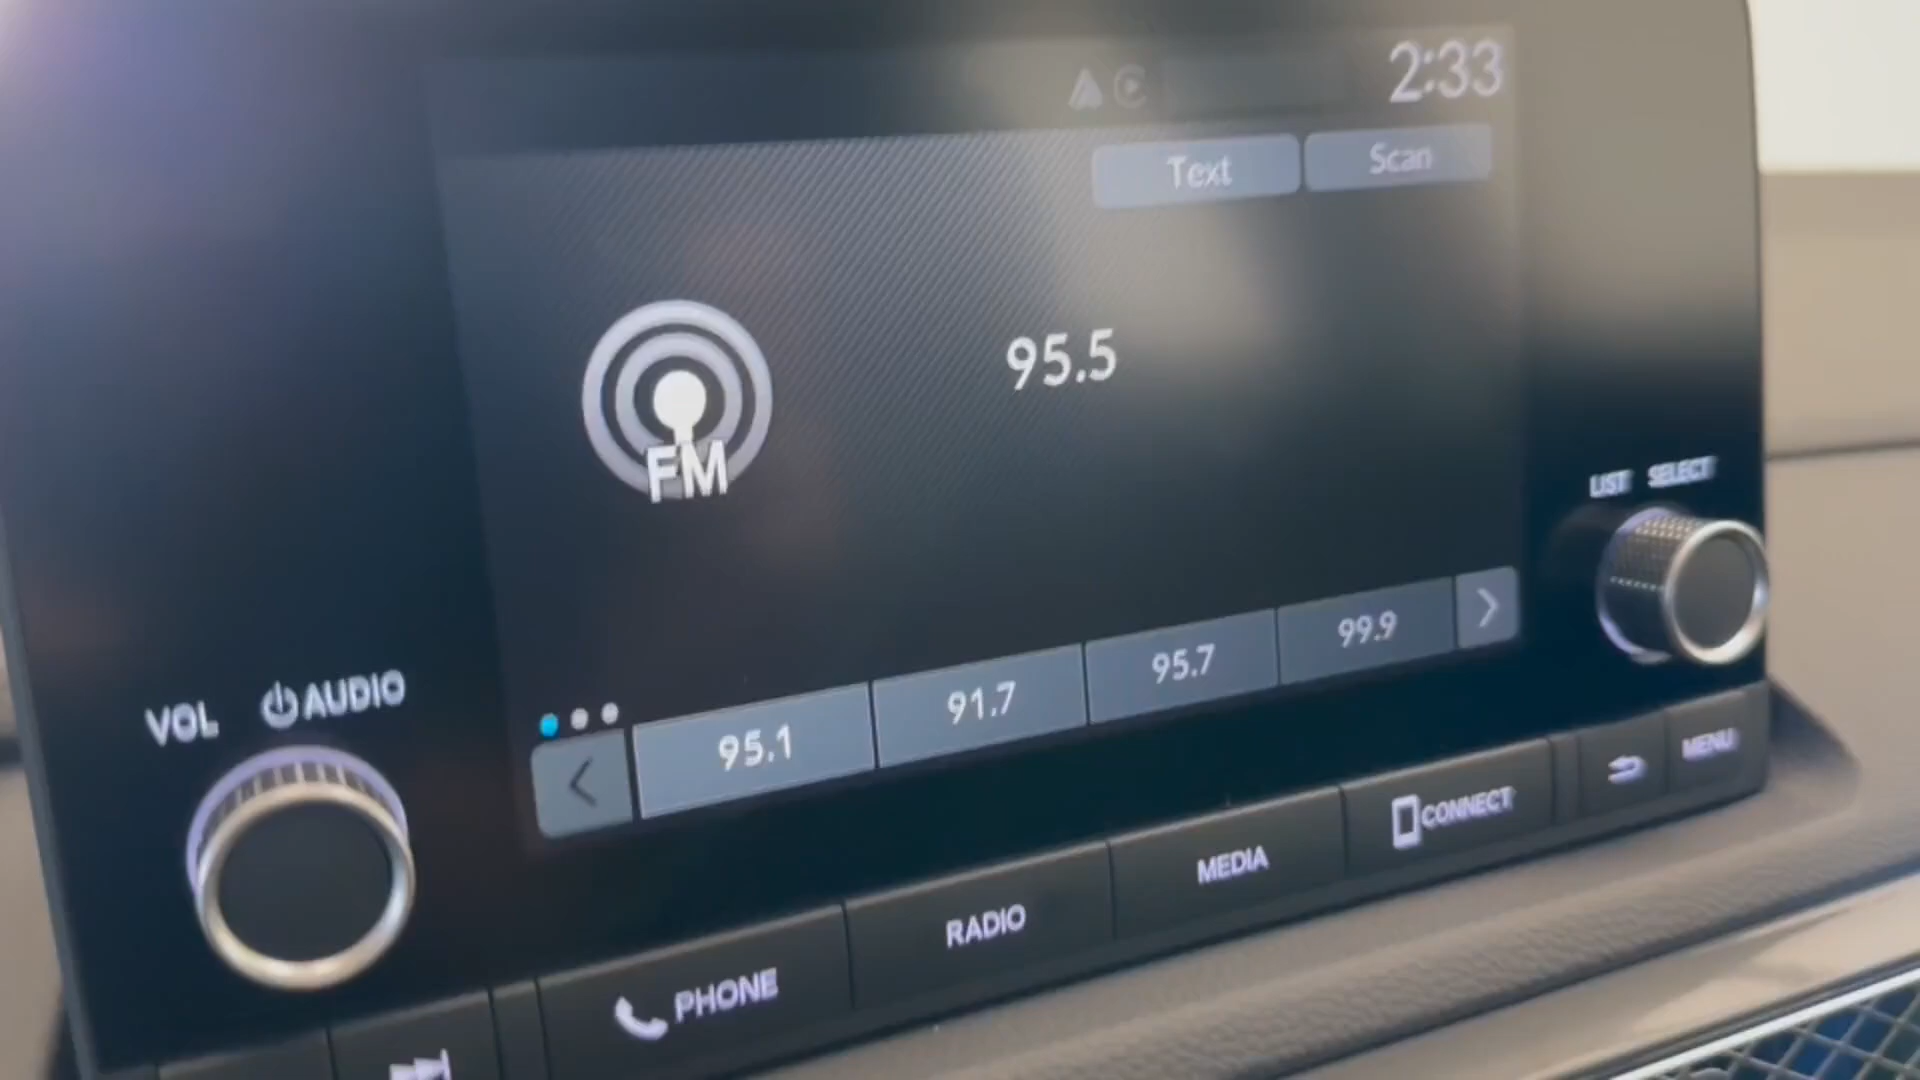 2:33
Text Scan
95.5
FM
LIST SELECT
VOL AUDIO
95.1 91.7 95.7 99.9
PHONE RADIO MEDIA CONNECT MENU